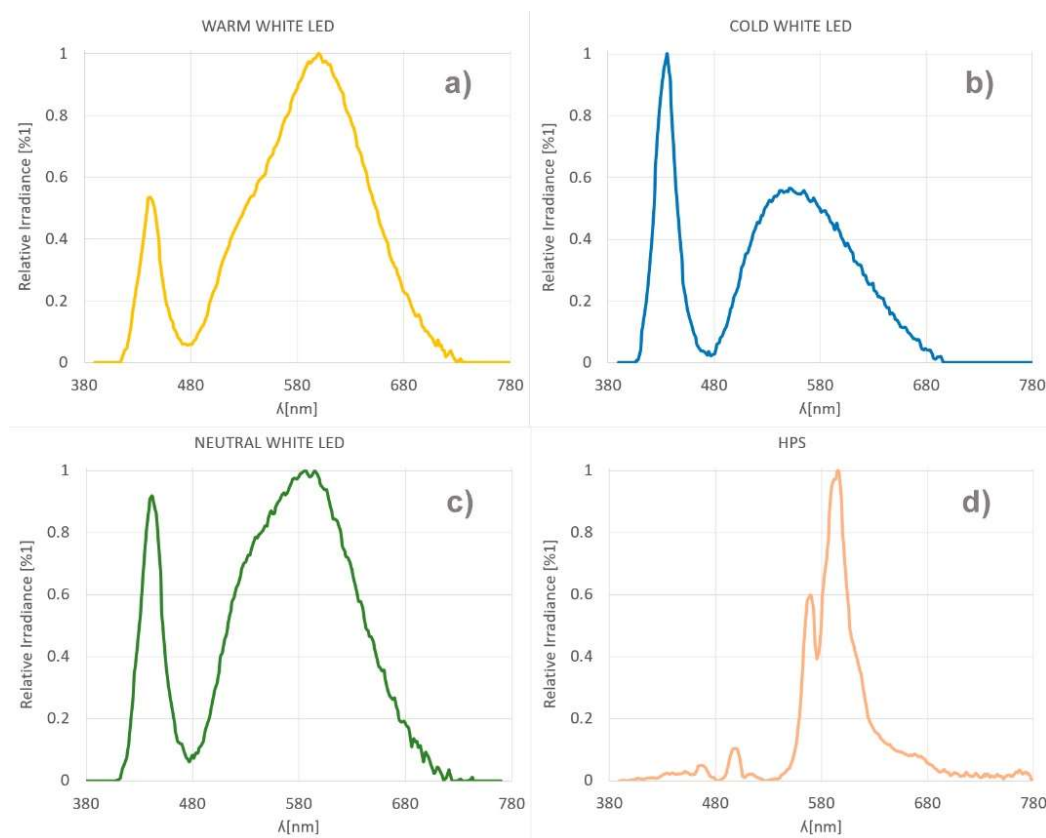 WARM WHITE LED
a)
Relative Irradiance [%1]
1
0.8
0.6
0.4
0.2
0
380 480 580 680 780
ʎ[nm]
COLD WHITE LED
b)
Relative Irradiance [%1]
1
0.8
0.6
0.4
0.2
0
380 480 580 680 780
ʎ[nm]
NEUTRAL WHITE LED
c)
Relative Irradiance [%1]
1
0.8
0.6
0.4
0.2
0
380 480 580 680 780
ʎ[nm]
HPS
d)
Relative Irradiance [%1]
1
0.8
0.6
0.4
0.2
0
380 480 580 680 780
ʎ[nm]